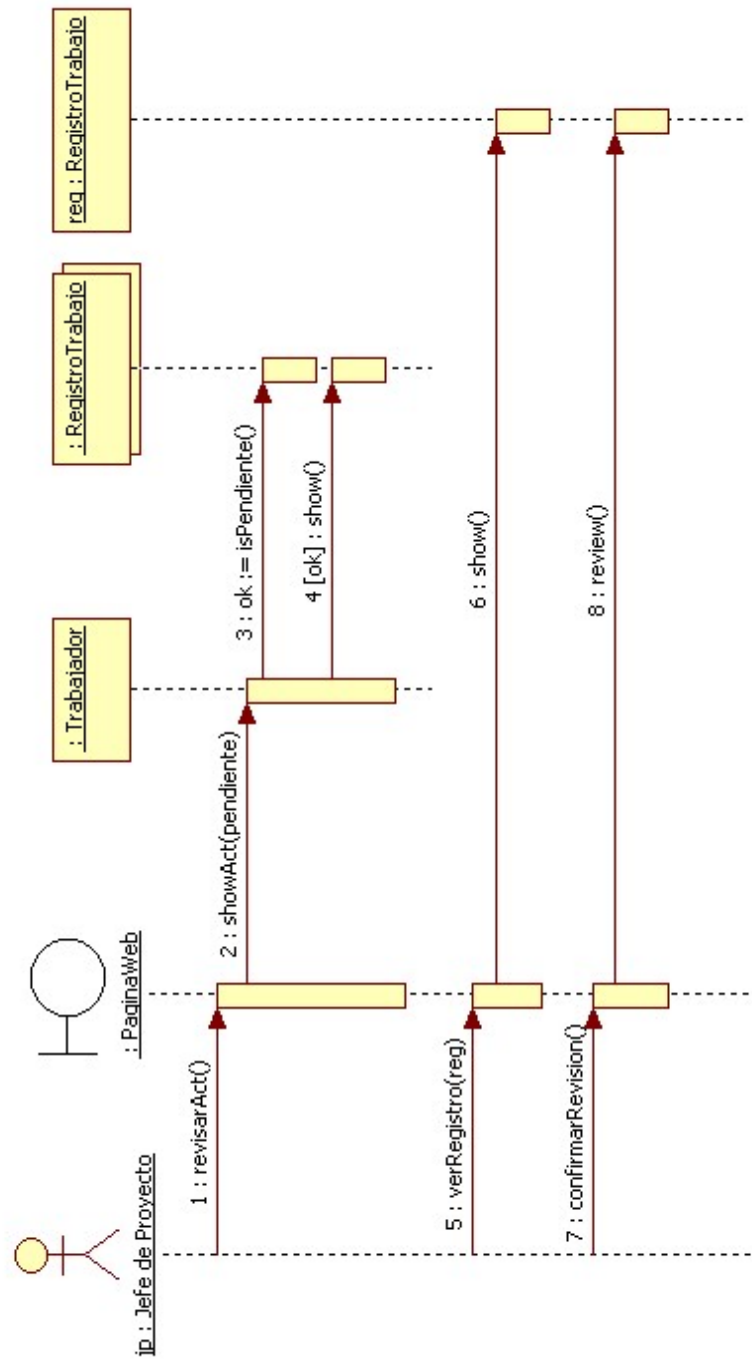 jp : Jefe de Proyecto
: PaginaWeb
: Trabajador
: RegistroTrabajo
reg : RegistroTrabajo
1 : revisarAct()
2 : showAct(pendiente)
3 : ok := isPendiente()
4 [ok] : show()
5 : verRegistro(reg)
6 : show()
7 : confirmarRevision()
8 : review()